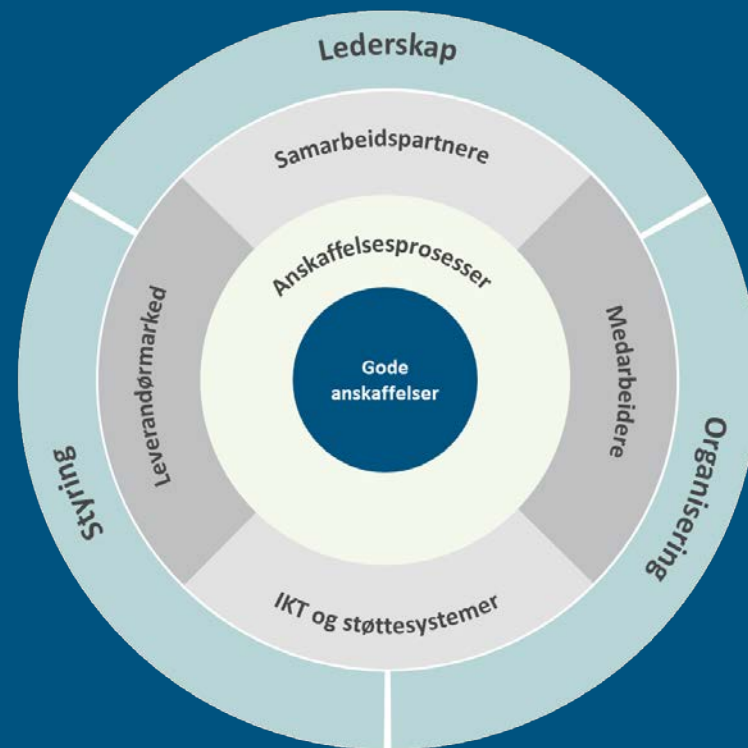 Lederskap
Samarbeidspartnere
Anskaffelsesprosesser
Leverandørmarked
Gode
anskaffelser
Medarbeidere
Styring
Organisering
IKT og støttesystemer